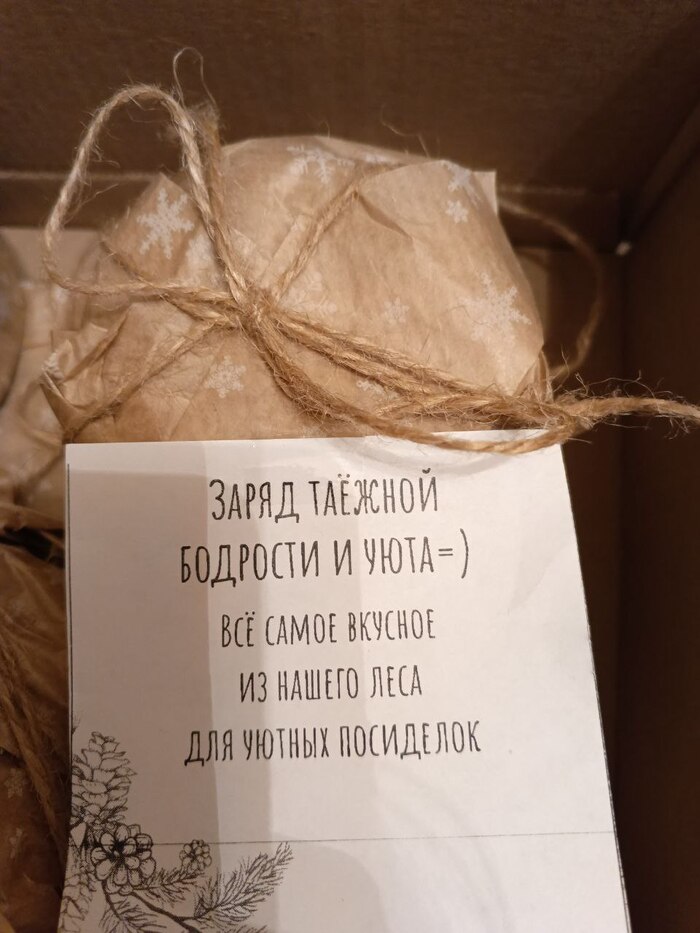 Заряд таёжной
бодрости и уюта=)
Всё самое вкусное
из нашего леса
для уютных посиделок